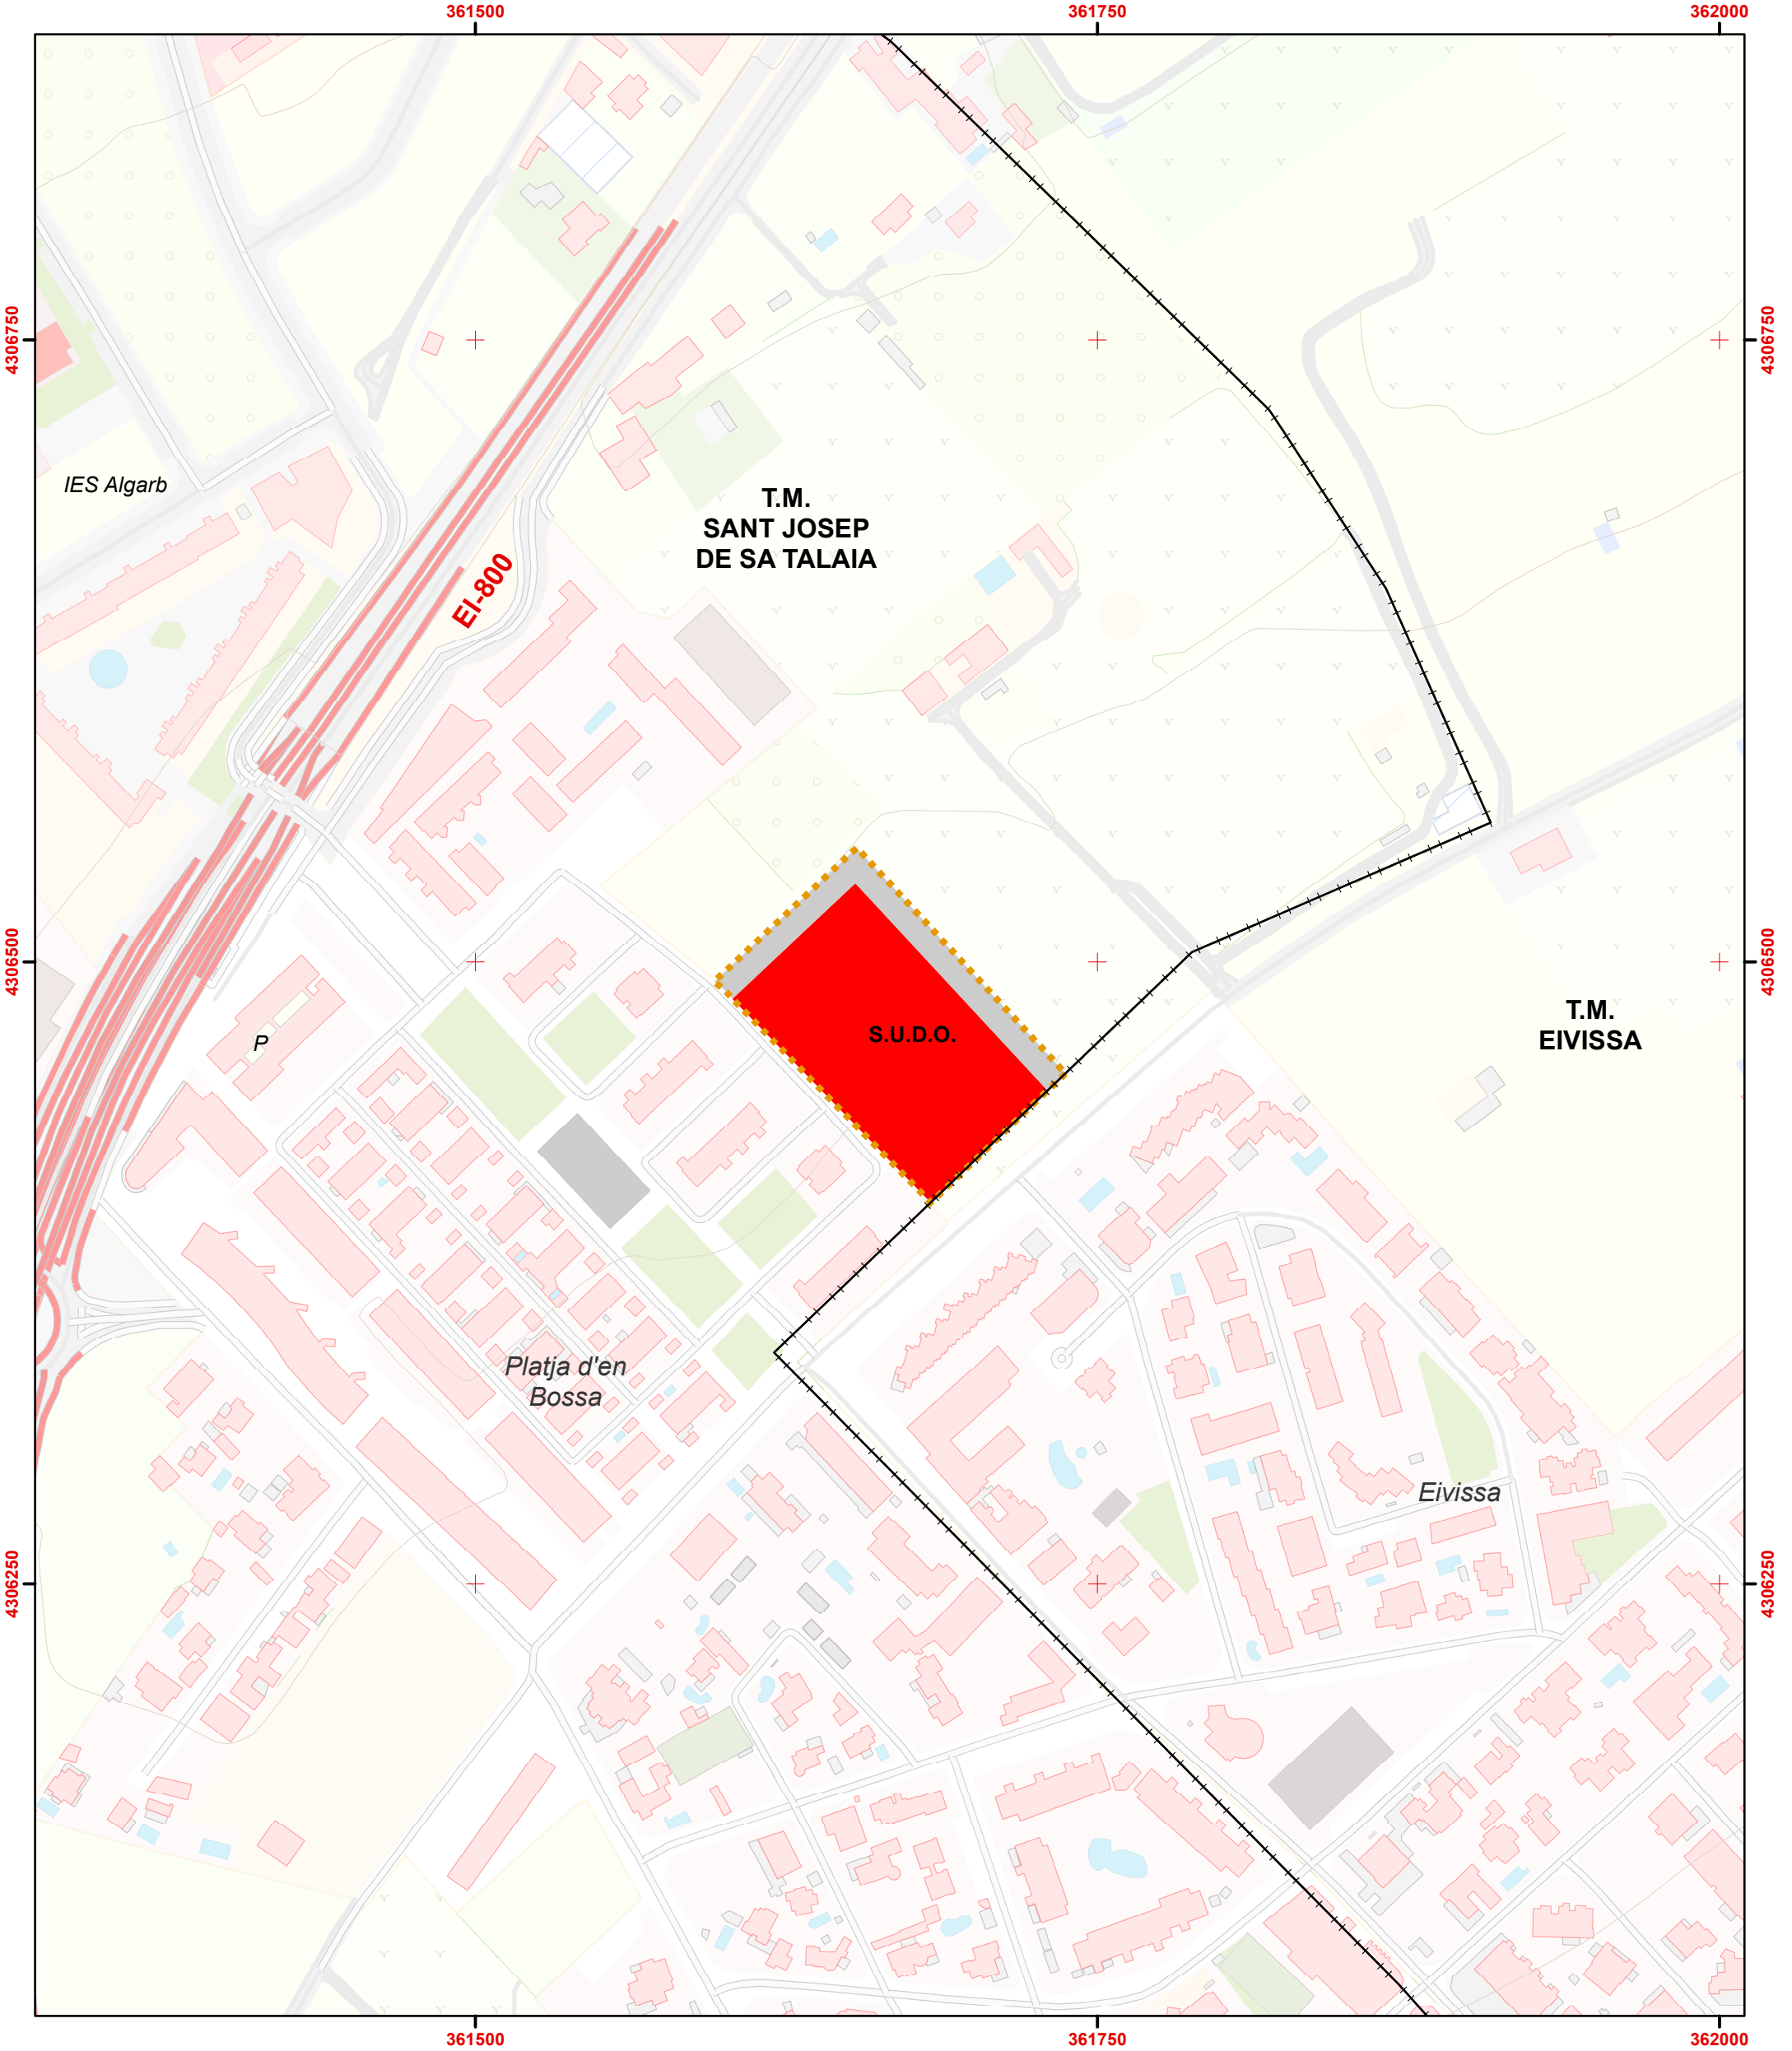 361500
361750
362000
4306750
4306750
IES Algarb
T.M.
SANT JOSEP
DE SA TALAIA
EI-800
4306500
4306500
T.M.
EIVISSA
S.U.D.O.
P
Platja d'en
Bossa
Eivissa
4306250
4306250
361500
361750
362000